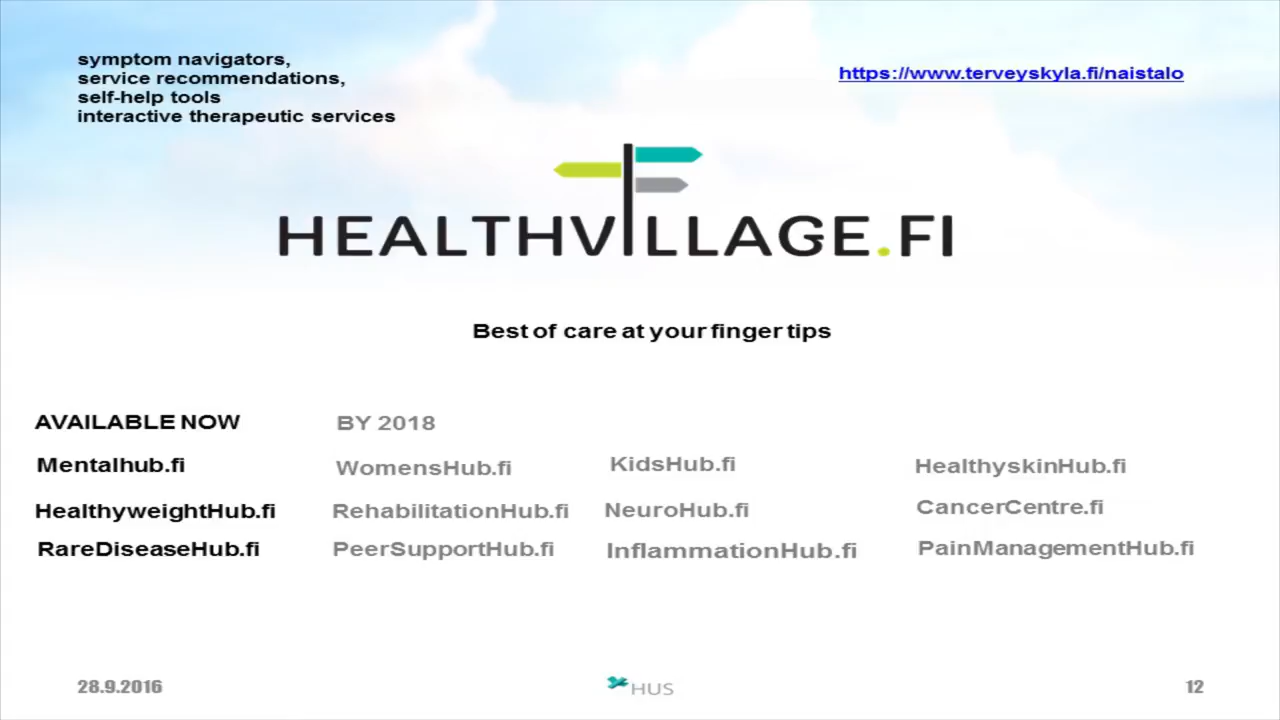 symptom navigators,
service recommendations,
self-help tools
interactive therapeutic services
https://www.terveyskyla.fi/naistalo
HEALTHVILLAGE.FI
Best of care at your finger tips
AVAILABLE NOW BY 2018
Mentalhub.fi WomensHub.fi KidsHub.fi HealthyskinHub.fi
HealthyweightHub.fi RehabilitationHub.fi NeuroHub.fi CancerCentre.fi
RareDiseaseHub.fi PeerSupportHub.fi InflammationHub.fi PainManagementHub.fi
28.9.2016 HUS 12